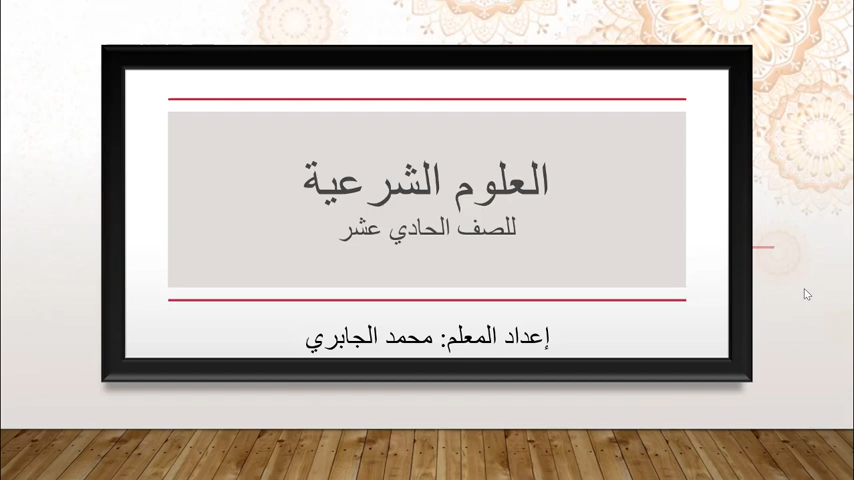 العلوم الشرعية
للصف الحادي عشر
إعداد المعلم: محمد الجابري